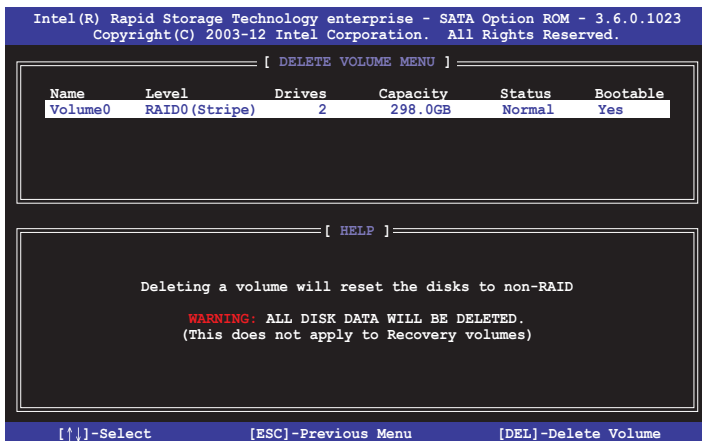 Intel(R) Rapid Storage Technology enterprise - SATA Option ROM - 3.6.0.1023
Copyright(C) 2003-12 Intel Corporation. All Rights Reserved.
[ DELETE VOLUME MENU ]
Name Level Drives Capacity Status Bootable
Volume0 RAID0(Stripe) 2 298.0GB Normal Yes
[ HELP ]
Deleting a volume will reset the disks to non-RAID
WARNING: ALL DISK DATA WILL BE DELETED.
(This does not apply to Recovery volumes)
[↑↓]-Select [ESC]-Previous Menu [DEL]-Delete Volume